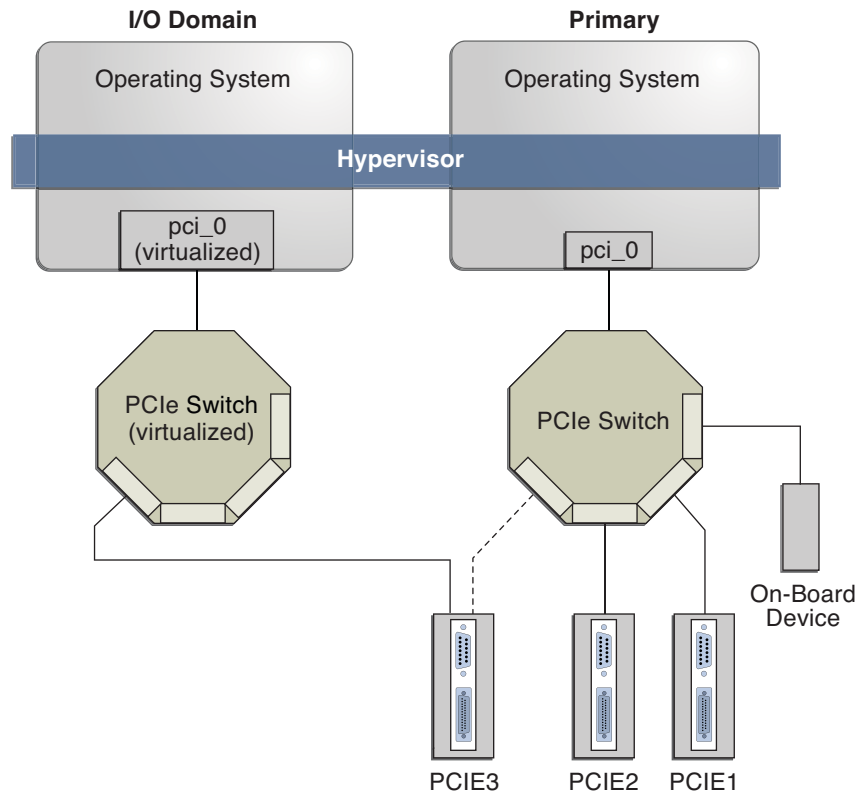 I/O Domain
Primary
Operating System
Operating System
Hypervisor
pci_0
(virtualized)
pci_0
PCIe Switch
(virtualized)
PCIe Switch
On-Board
Device
PCIE3
PCIE2
PCIE1